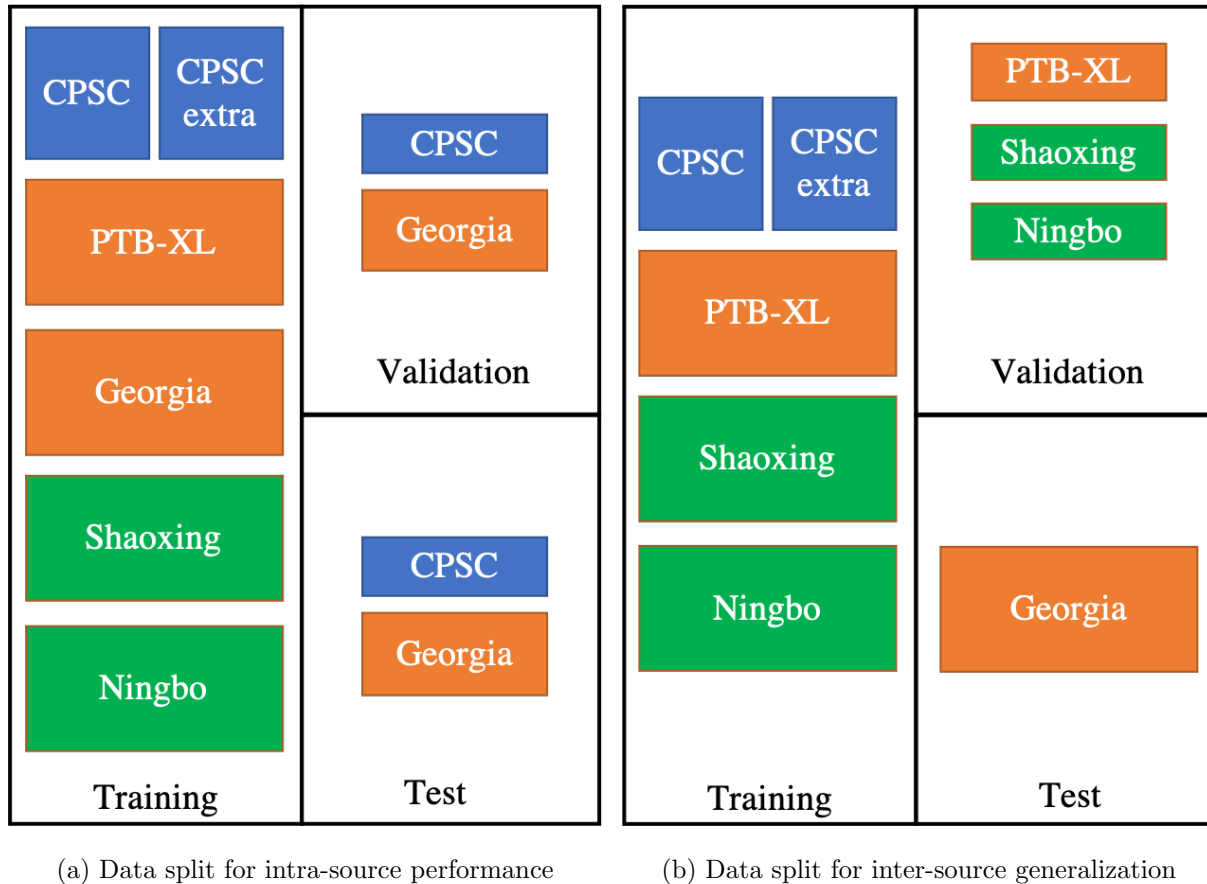 CPSC
CPSC
extra
PTB-XL
Georgia
Shaoxing
Ningbo
Training
CPSC
Georgia
Validation
CPSC
Georgia
Test
(a) Data split for intra-source performance
CPSC
CPSC
extra
PTB-XL
Shaoxing
Ningbo
Training
PTB-XL
Shaoxing
Ningbo
Validation
Georgia
Test
(b) Data split for inter-source generalization